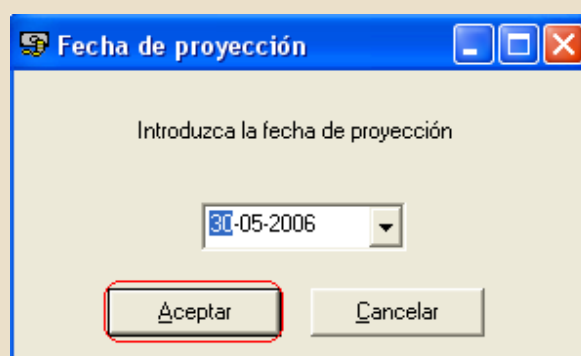 Fecha de proyección
Introduzca la fecha de proyección
30-05-2006
Aceptar Cancelar